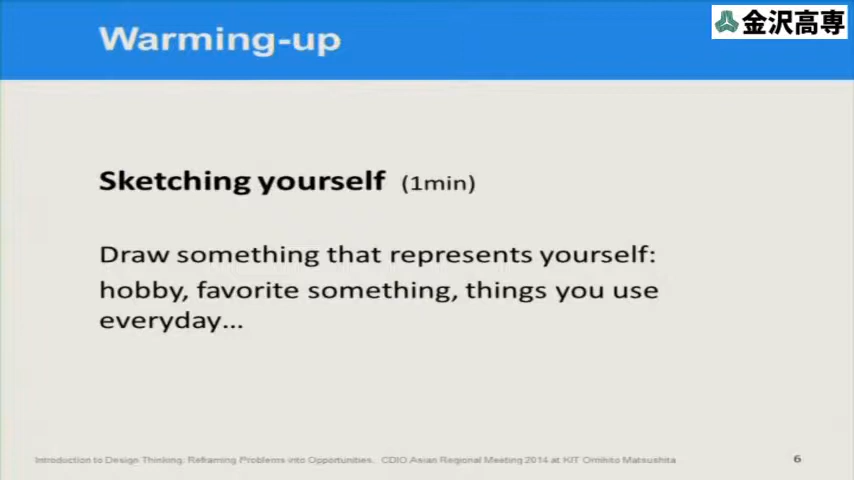 Warming-up
金沢高専
Sketching yourself (1min)
Draw something that represents yourself:
hobby, favorite something, things you use
everyday...
Introduction to Design Thinking: Reframing Problems into Opportunities. CDIO Asian Regional Meeting 2014 at KIT Omihito Matsushita
6